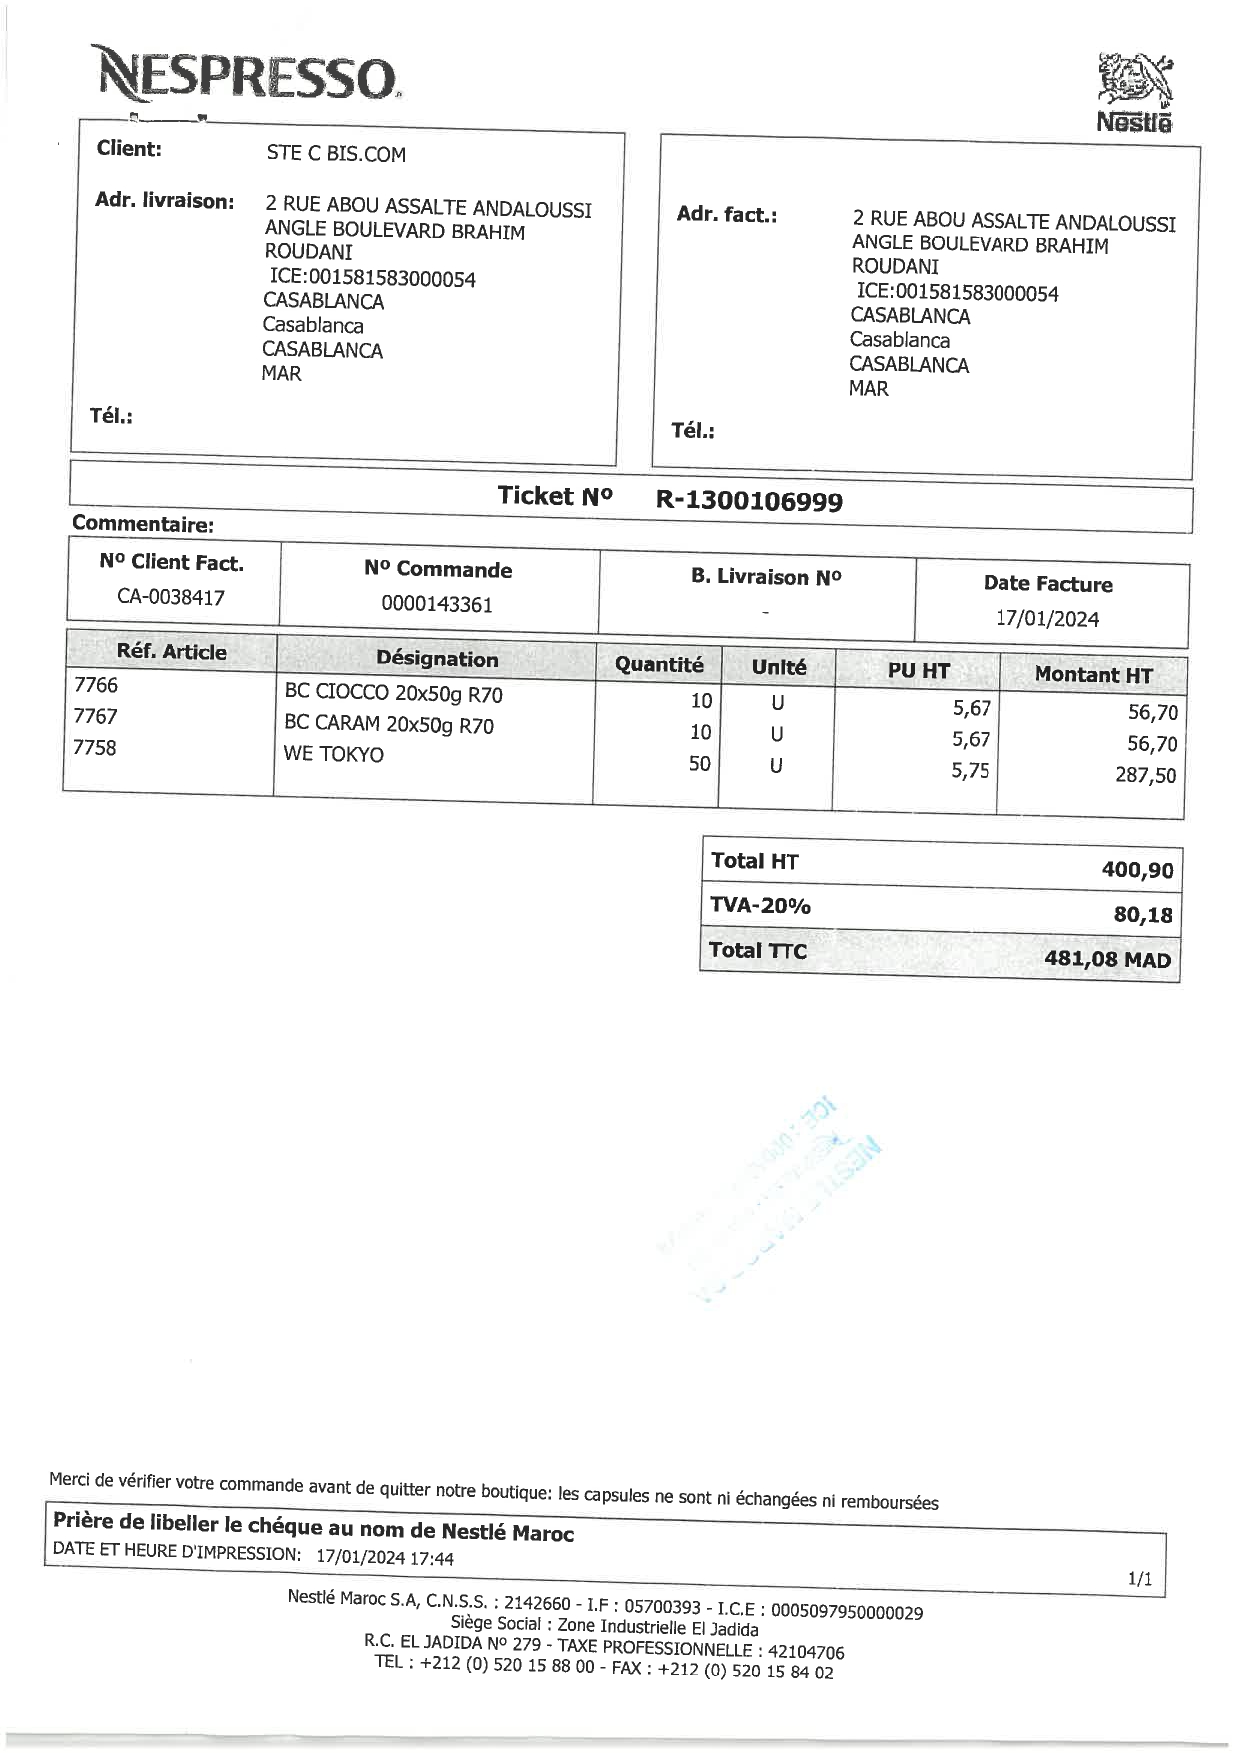 NESPRESSO.
Nestlé
Client: STE C BIS.COM
Adr. livraison: 2 RUE ABOU ASSALTE ANDALOUSSI
ANGLE BOULEVARD BRAHIM
ROUDANI
ICE:001581583000054
CASABLANCA
Casablanca
CASABLANCA
MAR
Tél.:
Adr. fact.: 2 RUE ABOU ASSALTE ANDALOUSSI
ANGLE BOULEVARD BRAHIM
ROUDANI
ICE:001581583000054
CASABLANCA
Casablanca
CASABLANCA
MAR
Tél.:
Ticket Nº R-1300106999
Commentaire:
Nº Client Fact. Nº Commande B. Livraison Nº Date Facture
CA-0038417 0000143361 - 17/01/2024
Réf. Article Désignation Quantité Unité PU HT Montant HT
7766 BC CIOCCO 20x50g R70 10 U 5,67 56,70
7767 BC CARAM 20x50g R70 10 U 5,67 56,70
7758 WE TOKYO 50 U 5,75 287,50
Total HT 400,90
TVA-20% 80,18
Total TTC 481,08 MAD
Merci de vérifier votre commande avant de quitter notre boutique: les capsules ne sont ni échangées ni remboursées
Prière de libeller le chéque au nom de Nestlé Maroc
DATE ET HEURE D'IMPRESSION: 17/01/2024 17:44
1/1
Nestlé Maroc S.A, C.N.S.S. : 2142660 - I.F : 05700393 - I.C.E : 0005097950000029
Siège Social : Zone Industrielle El Jadida
R.C. EL JADIDA Nº 279 - TAXE PROFESSIONNELLE : 42104706
TEL : +212 (0) 520 15 88 00 - FAX : +212 (0) 520 15 84 02